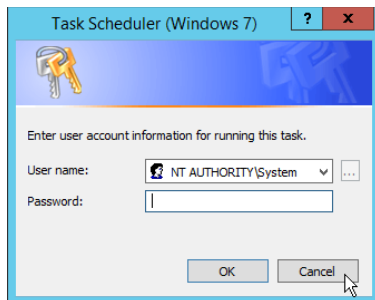 Task Scheduler (Windows 7)
?
x
Enter user account information for running this task.
User name:
NT AUTHORITY\System
...
Password:
OK
Cancel